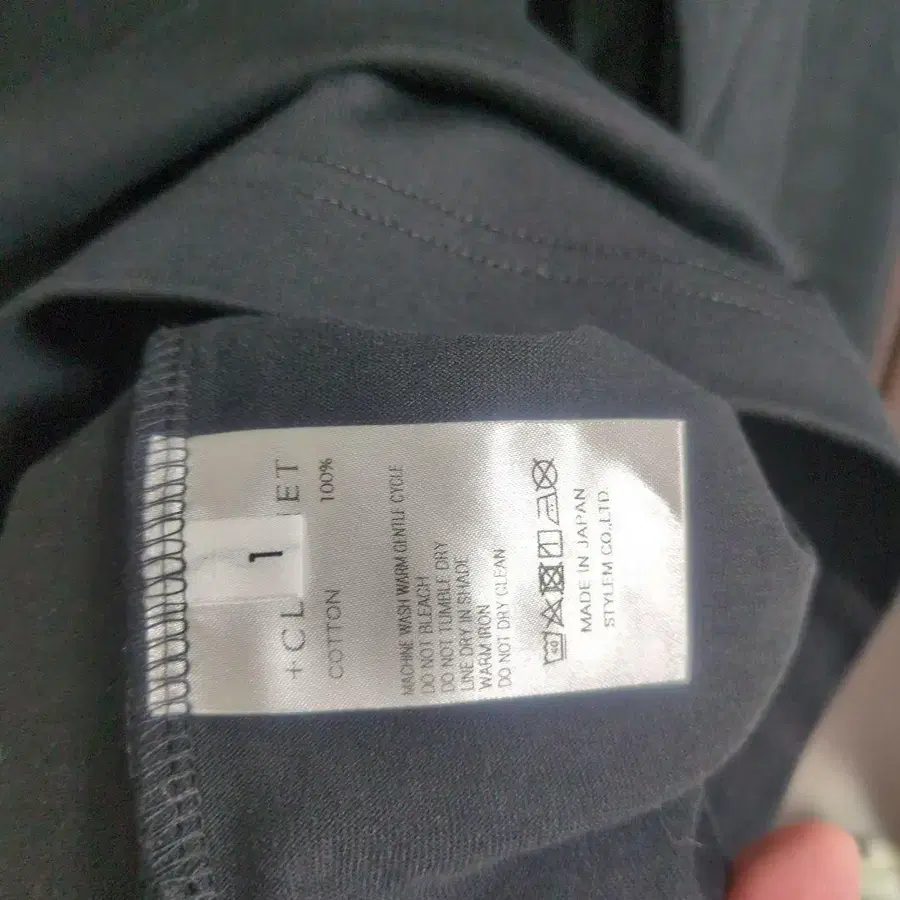 +CL ET
1
COTTON 100%
MACHINE WASH WARM GENTLE CYCLE
DO NOT BLEACH
DO NOT TUMBLE DRY
LINE DRY IN SHADE
WARM IRON
DO NOT DRY CLEAN
40
MADE IN JAPAN
STYLEM CO.,LTD.